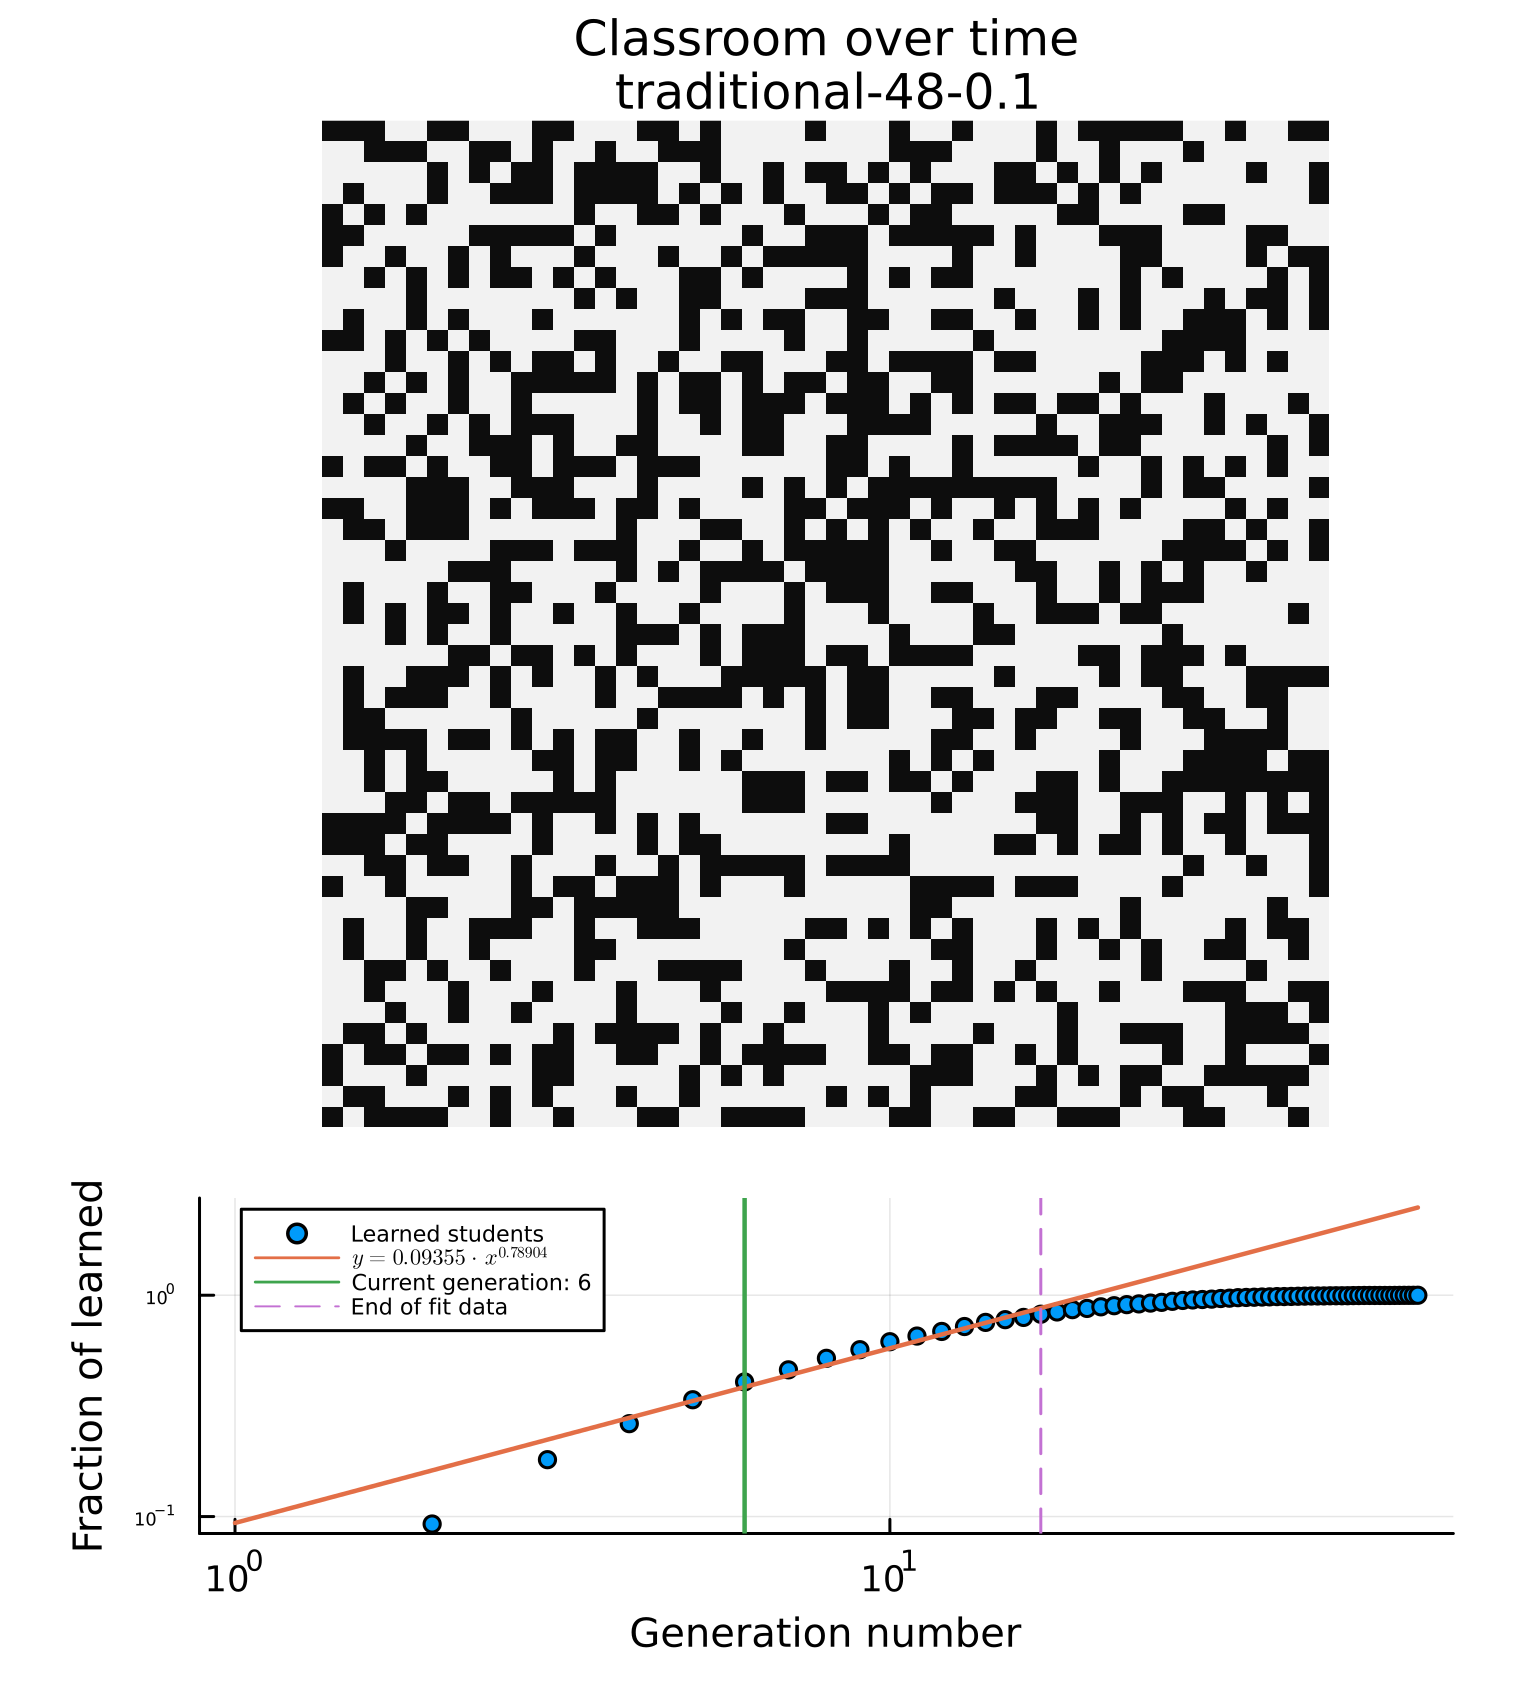 Classroom over time
traditional-48-0.1
Fraction of learned
Learned students
y = 0.09355 · x^0.78904
Current generation: 6
End of fit data
10^0
10^-1
10^0
10^1
Generation number